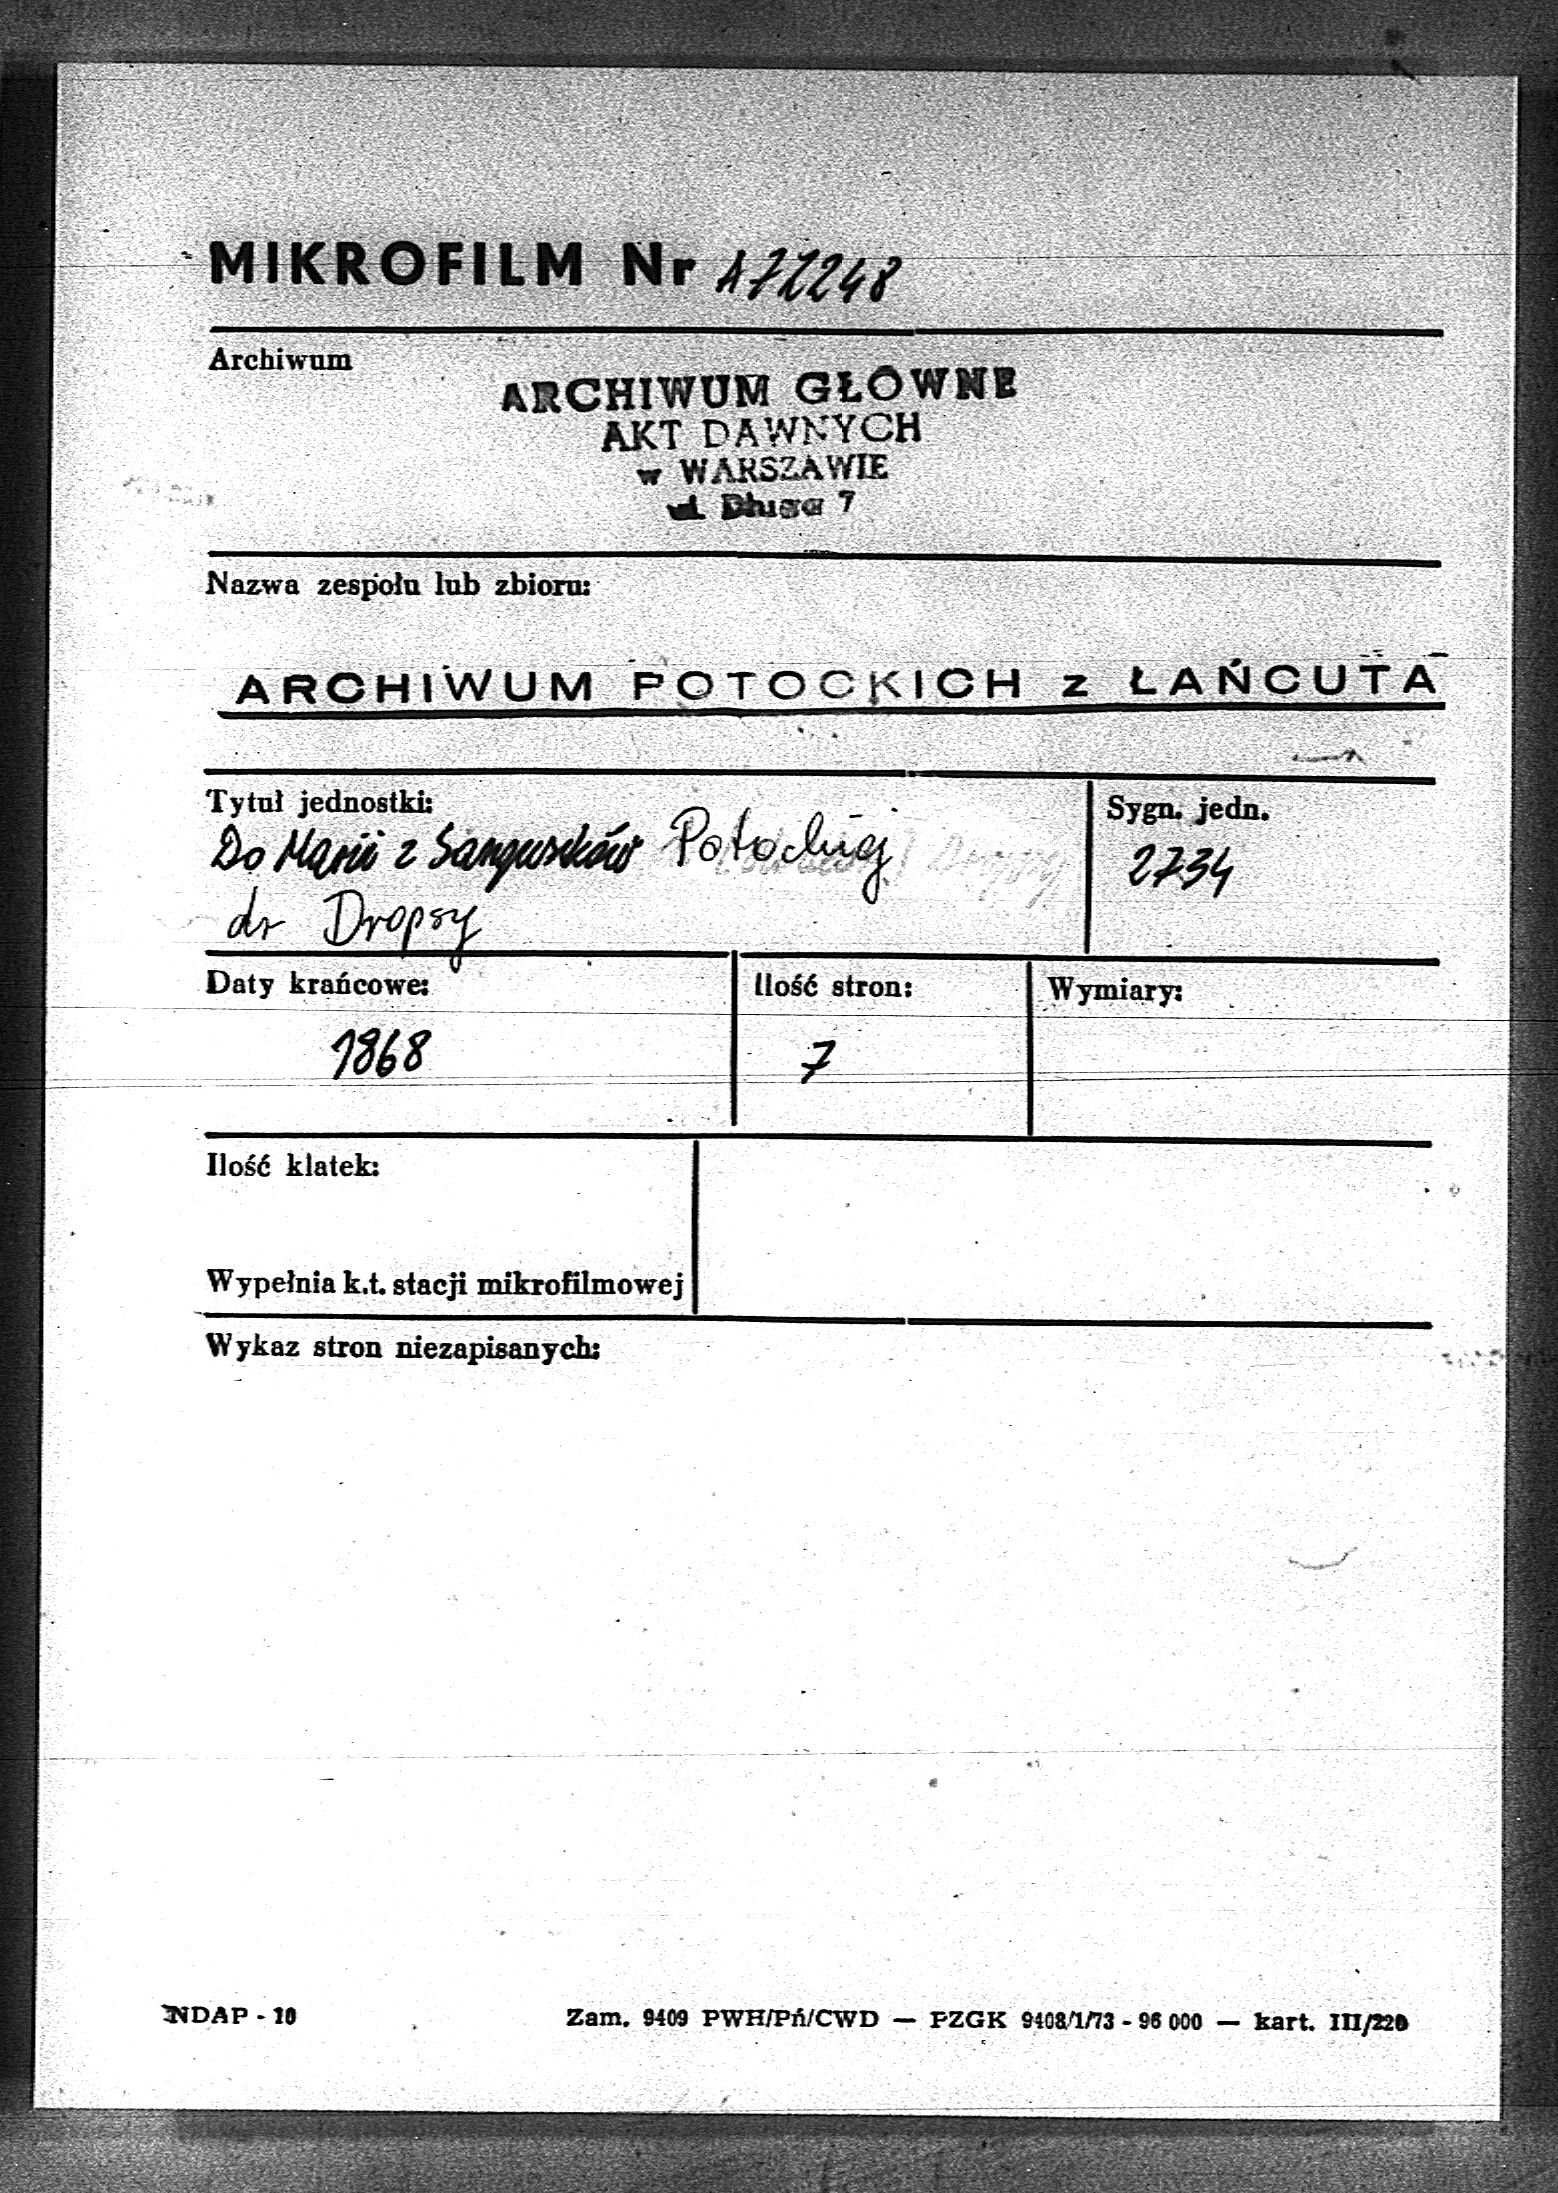 MIKROFILM Nr A72248
Archiwum
ARCHIWUM GŁÓWNE
AKT DAWNYCH
w WARSZAWIE
ul. Długa 7
Nazwa zespołu lub zbioru:
ARCHIWUM POTOCKICH z ŁAŃCUTA
Tytuł jednostki:
Do Marii z Sanguszków Potockiej
dr Dropsy
Sygn. jedn.
2734
Daty krańcowe:
1868
Ilość stron:
7
Wymiary:
Ilość klatek:
Wypełnia k.t. stacji mikrofilmowej
Wykaz stron niezapisanych:
NDAP - 10
Zam. 9409 PWH/Pń/CWD — PZGK 9408/1/73 - 96 000 — kart. III/220